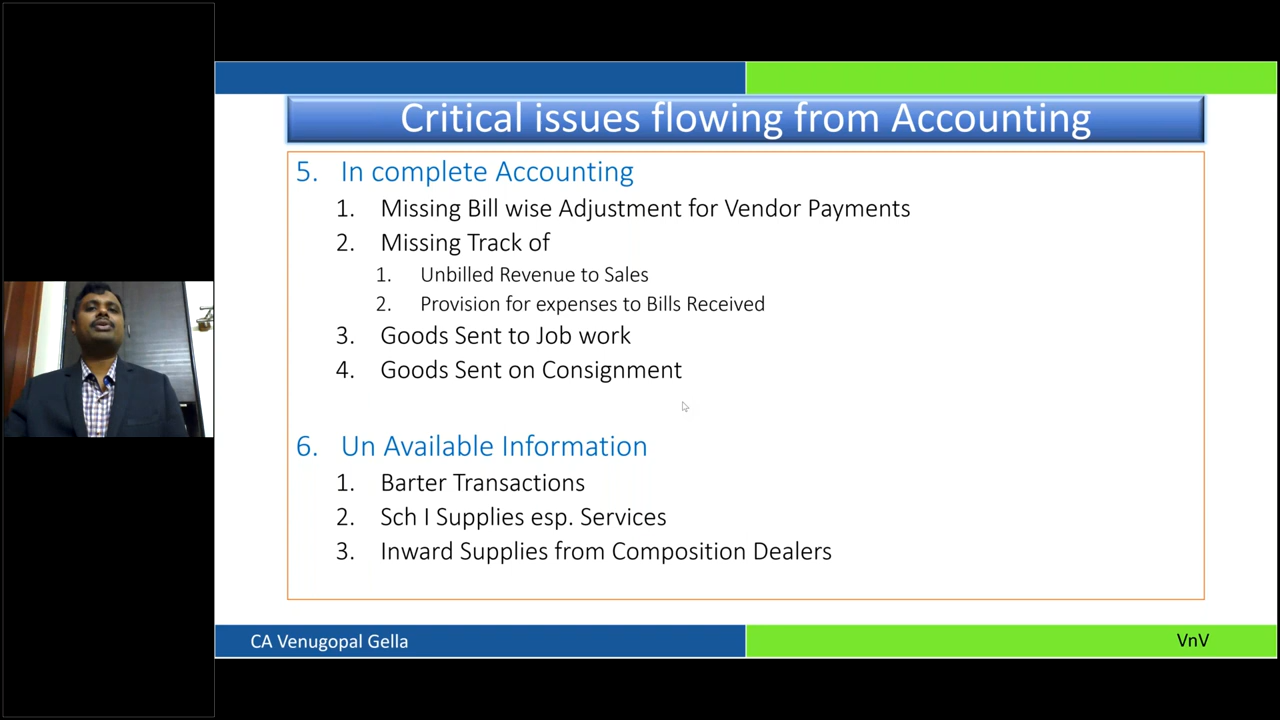 Critical issues flowing from Accounting
5. In complete Accounting
1. Missing Bill wise Adjustment for Vendor Payments
2. Missing Track of
1. Unbilled Revenue to Sales
2. Provision for expenses to Bills Received
3. Goods Sent to Job work
4. Goods Sent on Consignment
6. Un Available Information
1. Barter Transactions
2. Sch I Supplies esp. Services
3. Inward Supplies from Composition Dealers
CA Venugopal Gella
VnV